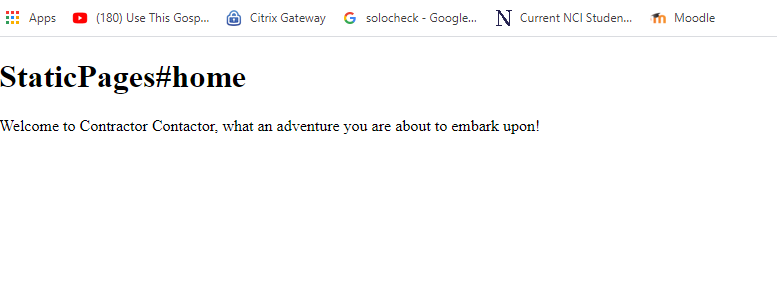 Apps (180) Use This Gosp... Citrix Gateway solocheck - Google... N Current NCI Studen... Moodle
StaticPages#home
Welcome to Contractor Contactor, what an adventure you are about to embark upon!